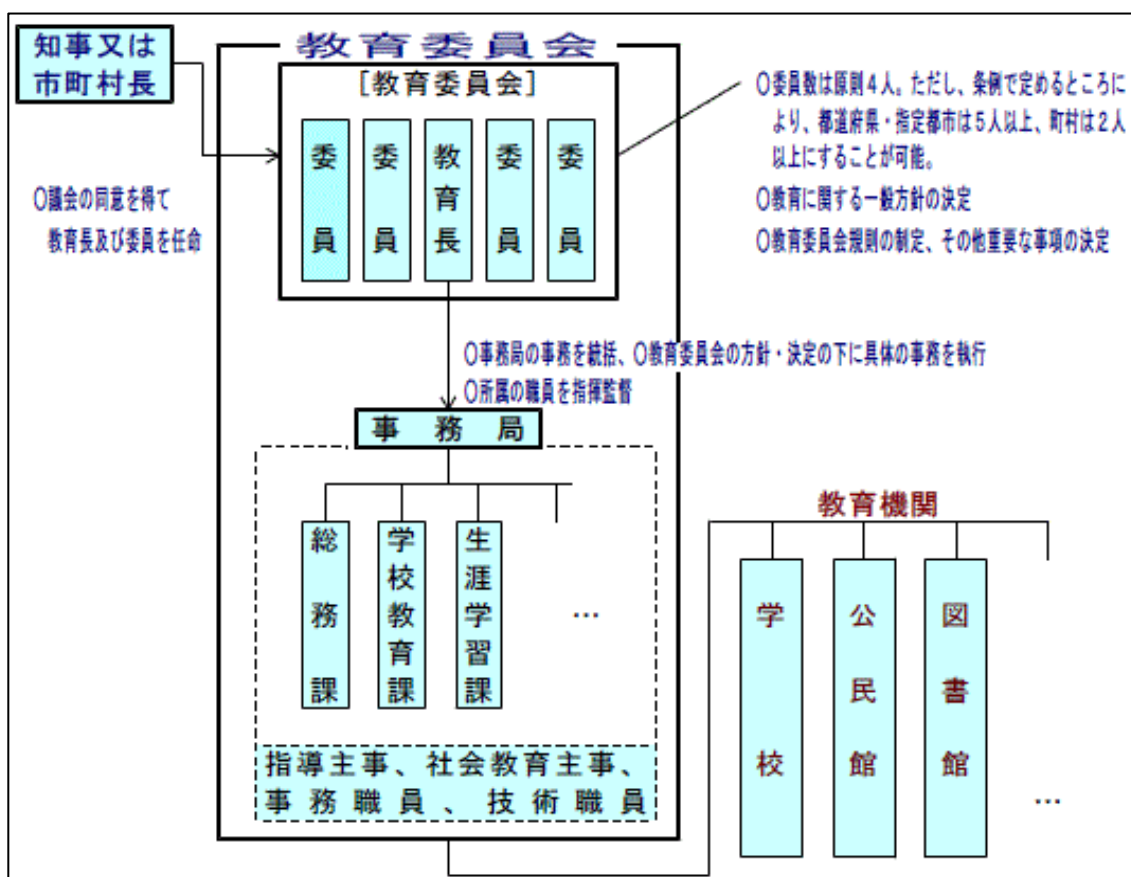 知事又は
市町村長
教育委員会
[教育委員会]
委員
委員
教育長
委員
委員
〇議会の同意を得て
教育長及び委員を任命
〇委員数は原則4人。ただし、条例で定めるところに
より、都道府県・指定都市は5人以上、町村は2人
以上にすることが可能。
〇教育に関する一般方針の決定
〇教育委員会規則の制定、その他重要な事項の決定
〇事務局の事務を統括、〇教育委員会の方針・決定の下に具体の事務を執行
〇所属の職員を指揮監督
事務局
総務課
学校教育課
生涯学習課
…
指導主事、社会教育主事、
事務職員、技術職員
教育機関
学校
公民館
図書館
…